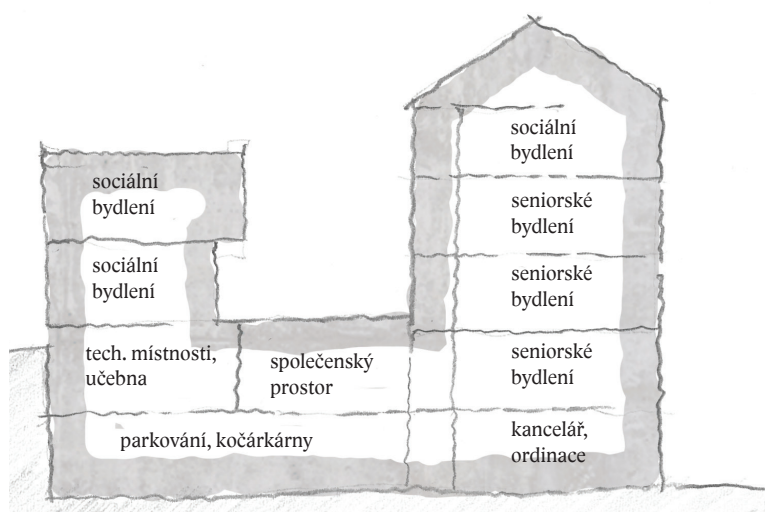 sociální
bydlení
sociální
bydlení
seniorské
bydlení
sociální
bydlení
seniorské
bydlení
tech. místnosti,
učebna
společenský
prostor
seniorské
bydlení
parkování, kočárkárny
kancelář,
ordinace